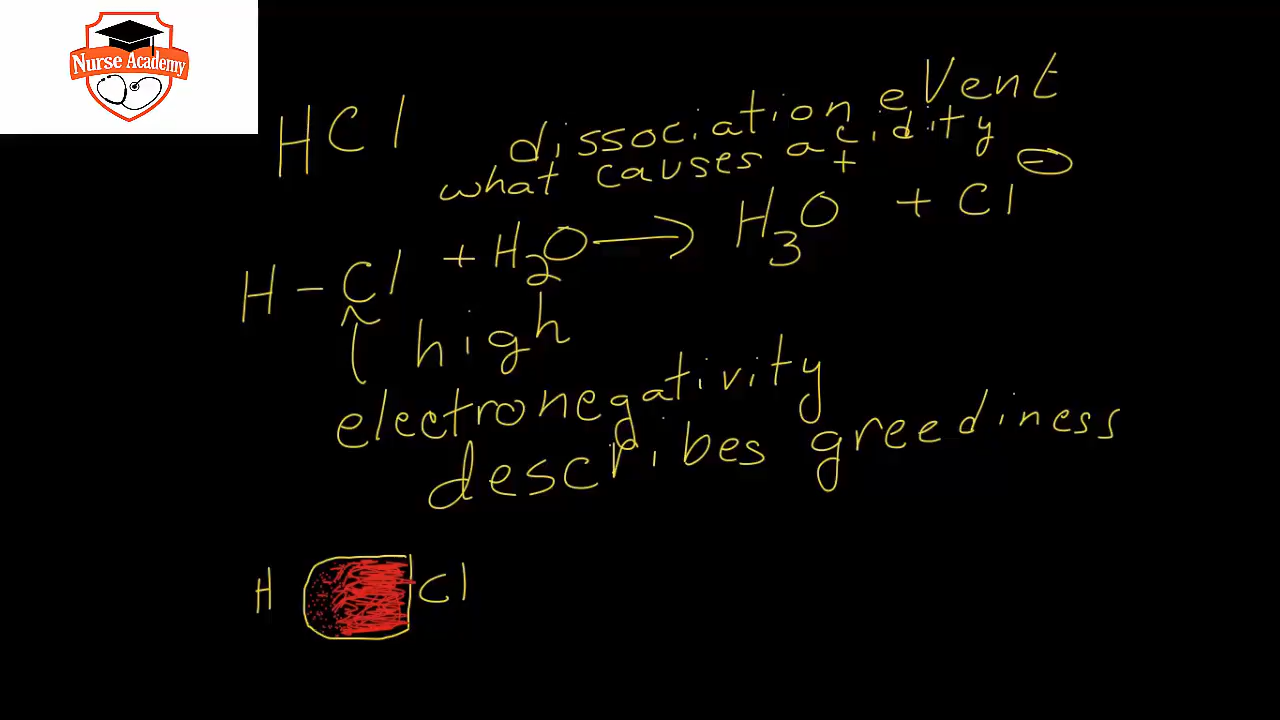 Nurse Academy
HCl
dissociation event
what causes acidity
H-Cl + H2O → H3O+ + Cl⊖
high
electronegativity
describes greediness
H Cl